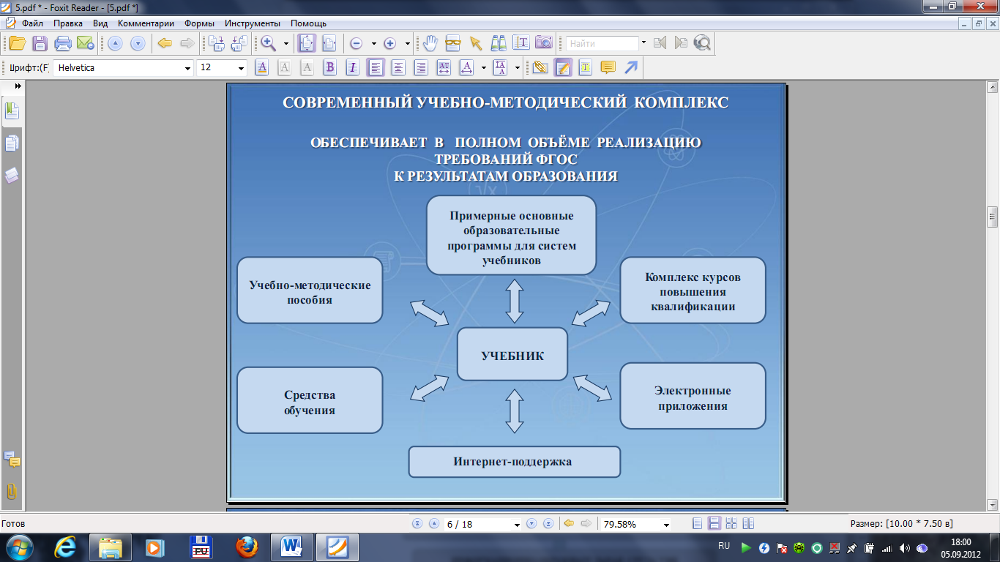 5.pdf * - Foxit Reader - [5.pdf *]
Файл Правка Вид Комментарии Формы Инструменты Помощь
Найти
Шрифт:(F Helvetica 12
СОВРЕМЕННЫЙ УЧЕБНО-МЕТОДИЧЕСКИЙ КОМПЛЕКС
ОБЕСПЕЧИВАЕТ В ПОЛНОМ ОБЪЁМЕ РЕАЛИЗАЦИЮ
ТРЕБОВАНИЙ ФГОС
К РЕЗУЛЬТАТАМ ОБРАЗОВАНИЯ
Примерные основные
образовательные
программы для систем
учебников
Учебно-методические
пособия
Комплекс курсов
повышения
квалификации
УЧЕБНИК
Средства
обучения
Электронные
приложения
Интернет-поддержка
Готов
6 / 18
79.58%
Размер: [10.00 * 7.50 в]
RU
18:00
05.09.2012